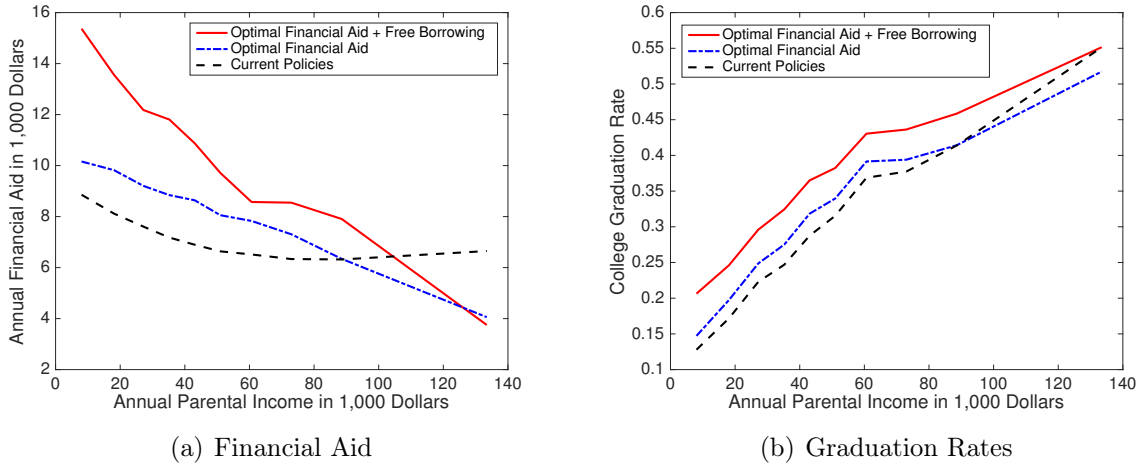 Optimal Financial Aid + Free Borrowing
Optimal Financial Aid
Current Policies
Annual Financial Aid in 1,000 Dollars
16
14
12
10
8
6
4
2
0 20 40 60 80 100 120 140
Annual Parental Income in 1,000 Dollars
(a) Financial Aid
Optimal Financial Aid + Free Borrowing
Optimal Financial Aid
Current Policies
College Graduation Rate
0.6
0.55
0.5
0.45
0.4
0.35
0.3
0.25
0.2
0.15
0.1
0 20 40 60 80 100 120 140
Annual Parental Income in 1,000 Dollars
(b) Graduation Rates